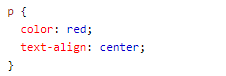 p {
  color: red;
  text-align: center;
}